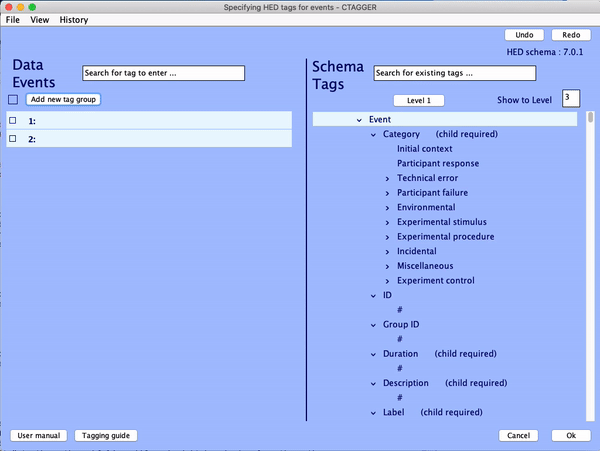 Specifying HED tags for events - CTAGGER
File View History
Undo Redo
HED schema : 7.0.1
Data Events
Search for tag to enter ...
Add new tag group
1:
2:
Schema Tags
Search for existing tags ...
Level 1
Show to Level 3
Event
Category (child required)
Initial context
Participant response
Technical error
Participant failure
Environmental
Experimental stimulus
Experimental procedure
Incidental
Miscellaneous
Experiment control
ID
#
Group ID
#
Duration (child required)
#
Description (child required)
#
Label (child required)
User manual Tagging guide
Cancel Ok